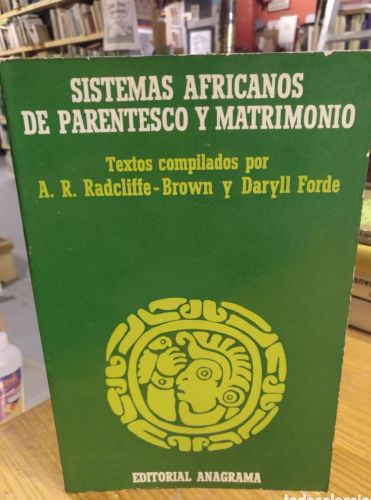 SISTEMAS AFRICANOS
DE PARENTESCO Y MATRIMONIO
Textos compilados por
A. R. Radcliffe-Brown y Daryll Forde
EDITORIAL ANAGRAMA